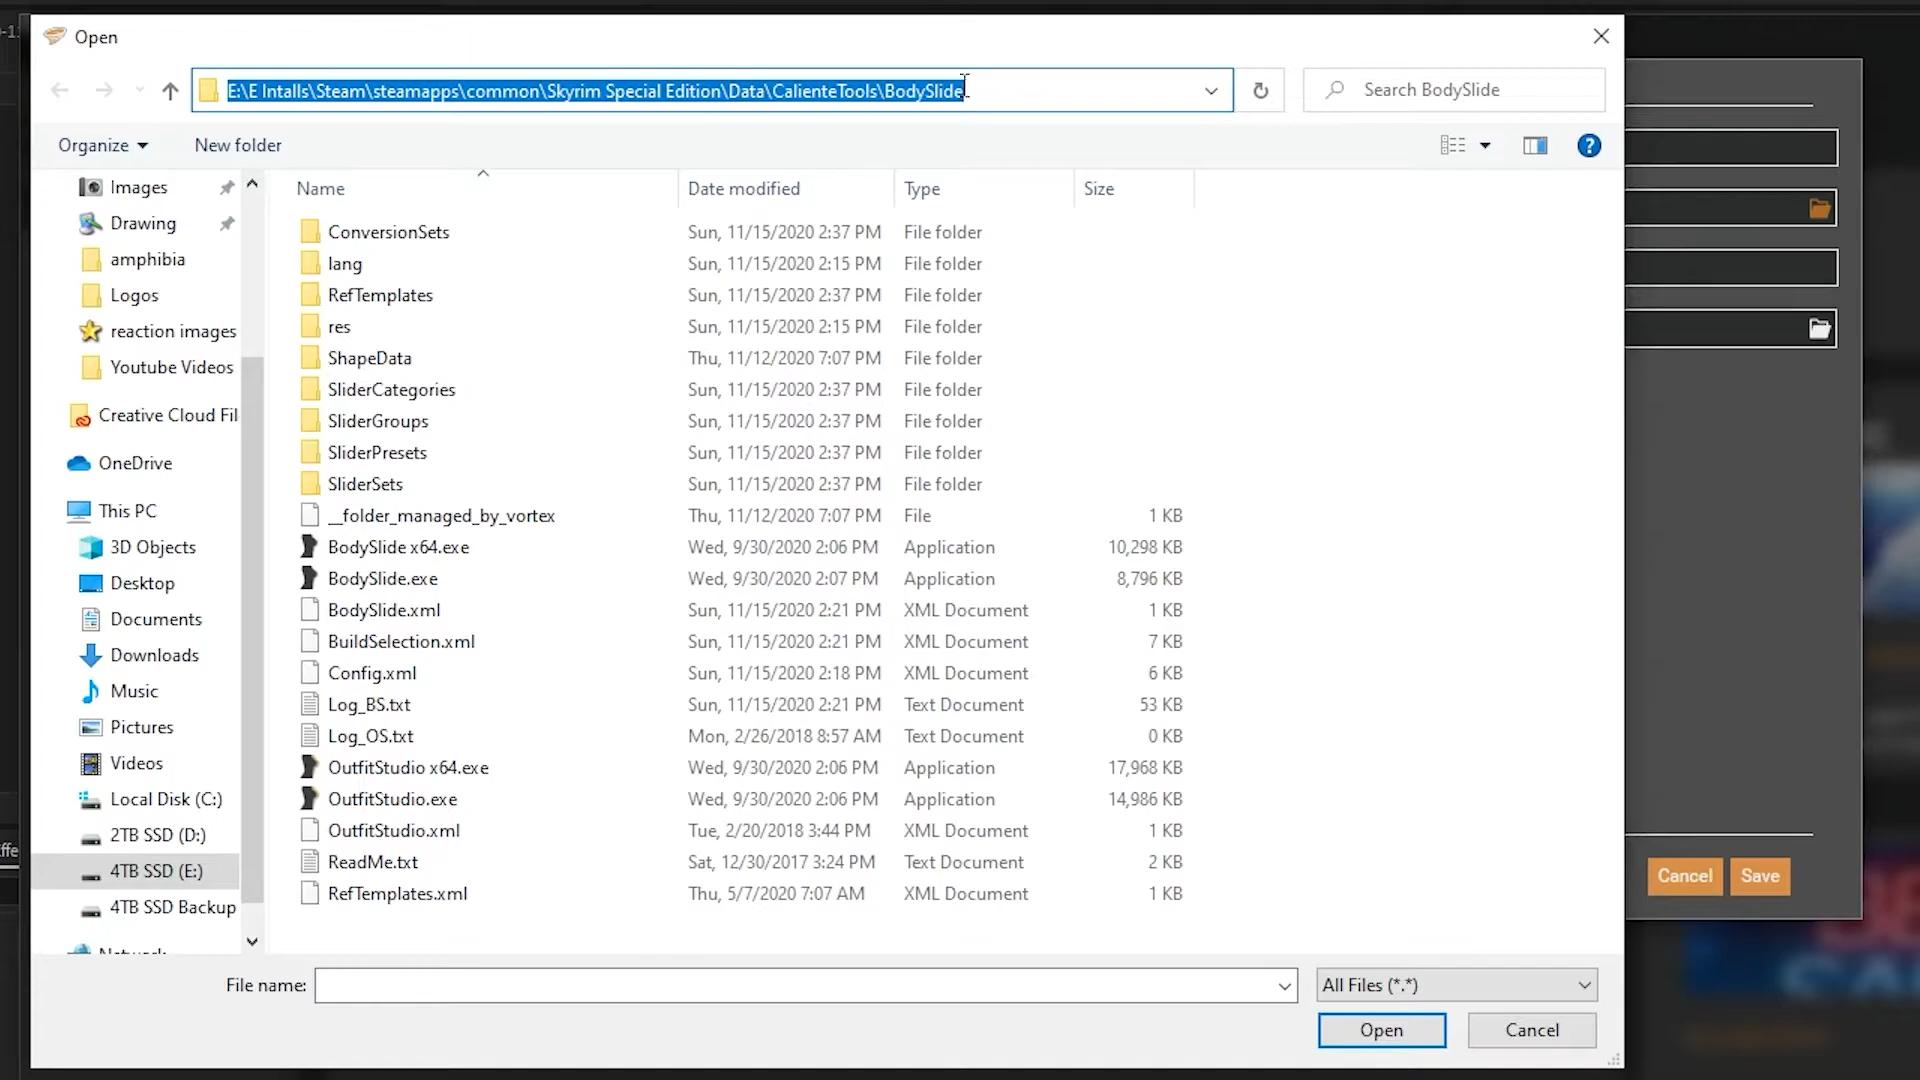 Open
E:\E Intalls\Steam\steamapps\common\Skyrim Special Edition\Data\CalienteTools\BodySlide
Search BodySlide
Organize
New folder
Images
Drawing
amphibia
Logos
reaction images
Youtube Videos
Creative Cloud Fil
OneDrive
This PC
3D Objects
Desktop
Documents
Downloads
Music
Pictures
Videos
Local Disk (C:)
2TB SSD (D:)
4TB SSD (E:)
4TB SSD Backup
Name Date modified Type Size
ConversionSets Sun, 11/15/2020 2:37 PM File folder
lang Sun, 11/15/2020 2:15 PM File folder
RefTemplates Sun, 11/15/2020 2:37 PM File folder
res Sun, 11/15/2020 2:15 PM File folder
ShapeData Thu, 11/12/2020 7:07 PM File folder
SliderCategories Sun, 11/15/2020 2:37 PM File folder
SliderGroups Sun, 11/15/2020 2:37 PM File folder
SliderPresets Sun, 11/15/2020 2:37 PM File folder
SliderSets Sun, 11/15/2020 2:37 PM File folder
__folder_managed_by_vortex Thu, 11/12/2020 7:07 PM File 1 KB
BodySlide x64.exe Wed, 9/30/2020 2:06 PM Application 10,298 KB
BodySlide.exe Wed, 9/30/2020 2:07 PM Application 8,796 KB
BodySlide.xml Sun, 11/15/2020 2:21 PM XML Document 1 KB
BuildSelection.xml Sun, 11/15/2020 2:21 PM XML Document 7 KB
Config.xml Sun, 11/15/2020 2:18 PM XML Document 6 KB
Log_BS.txt Sun, 11/15/2020 2:21 PM Text Document 53 KB
Log_OS.txt Mon, 2/26/2018 8:57 AM Text Document 0 KB
OutfitStudio x64.exe Wed, 9/30/2020 2:06 PM Application 17,968 KB
OutfitStudio.exe Wed, 9/30/2020 2:06 PM Application 14,986 KB
OutfitStudio.xml Tue, 2/20/2018 3:44 PM XML Document 1 KB
ReadMe.txt Sat, 12/30/2017 3:24 PM Text Document 2 KB
RefTemplates.xml Thu, 5/7/2020 7:07 AM XML Document 1 KB
File name:
All Files (*.*)
Open Cancel
Cancel Save